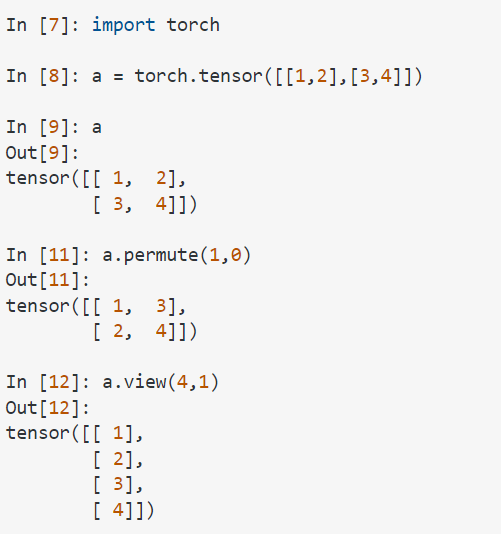 In [7]: import torch
In [8]: a = torch.tensor([[1,2],[3,4]])
In [9]: a
Out[9]:
tensor([[ 1,  2],
        [ 3,  4]])
In [11]: a.permute(1,0)
Out[11]:
tensor([[ 1,  3],
        [ 2,  4]])
In [12]: a.view(4,1)
Out[12]:
tensor([[ 1],
        [ 2],
        [ 3],
        [ 4]])